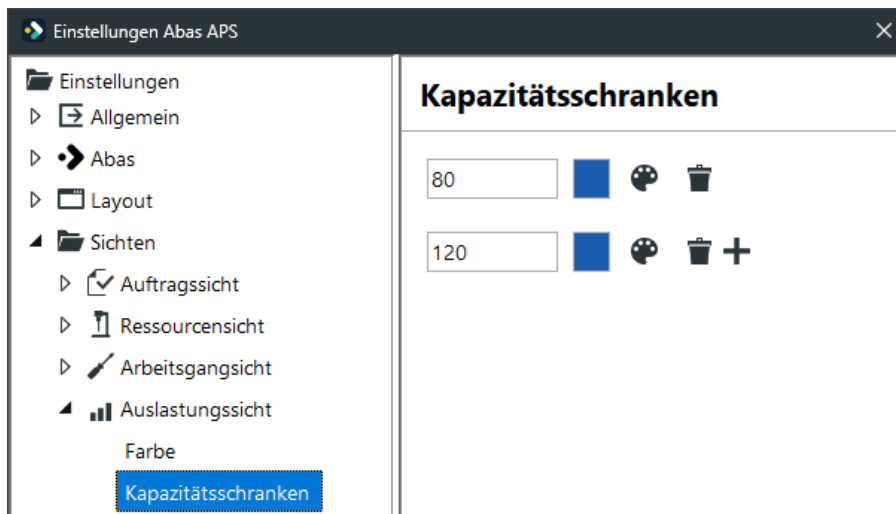 Einstellungen Abas APS
Einstellungen
Allgemein
Abas
Layout
Sichten
Auftragssicht
Ressourcensicht
Arbeitsgangsicht
Auslastungssicht
Farbe
Kapazitätsschranken
Kapazitätsschranken
80
120